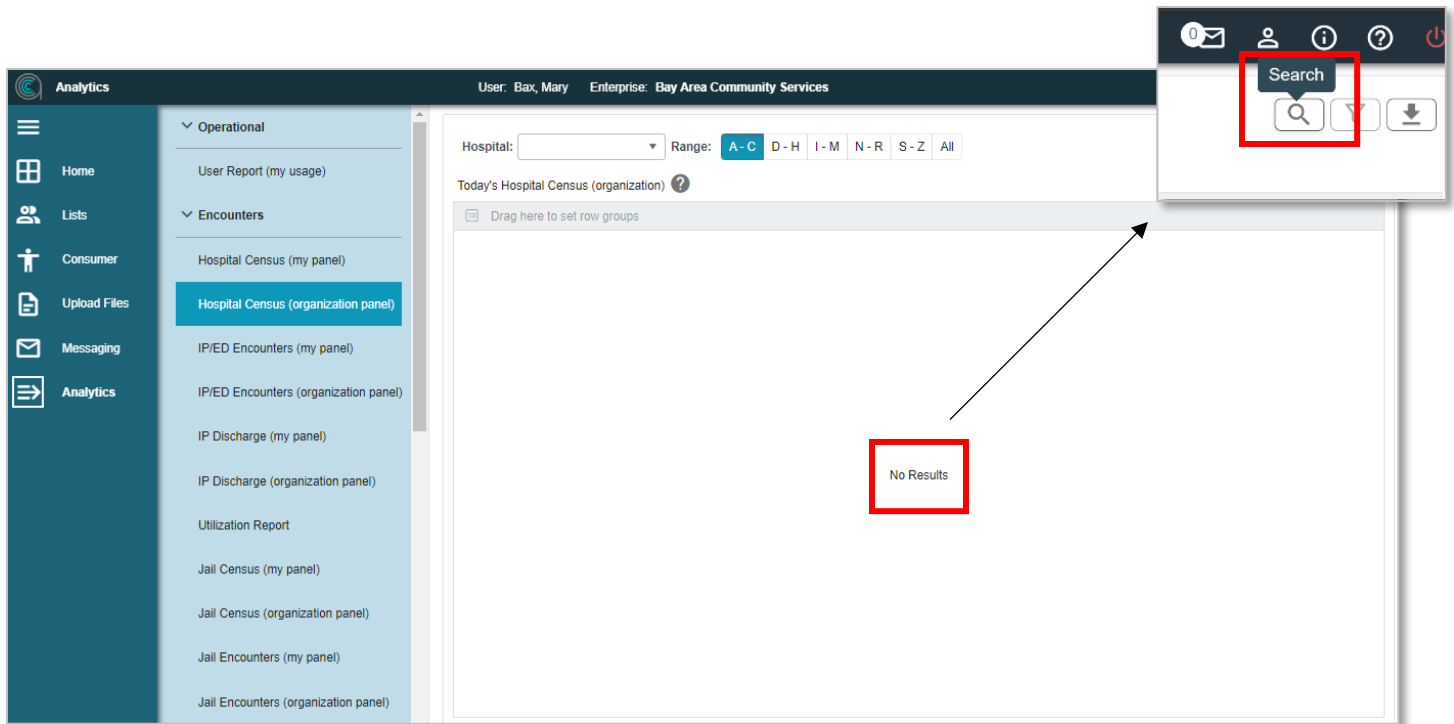 0
Search
Analytics
User: Bax, Mary Enterprise: Bay Area Community Services
Home
Lists
Consumer
Upload Files
Messaging
Analytics
Operational
User Report (my usage)
Encounters
Hospital Census (my panel)
Hospital Census (organization panel)
IP/ED Encounters (my panel)
IP/ED Encounters (organization panel)
IP Discharge (my panel)
IP Discharge (organization panel)
Utilization Report
Jail Census (my panel)
Jail Census (organization panel)
Jail Encounters (my panel)
Jail Encounters (organization panel)
Hospital: Range: A - C D - H I - M N - R S - Z All
Today's Hospital Census (organization) ?
Drag here to set row groups
No Results